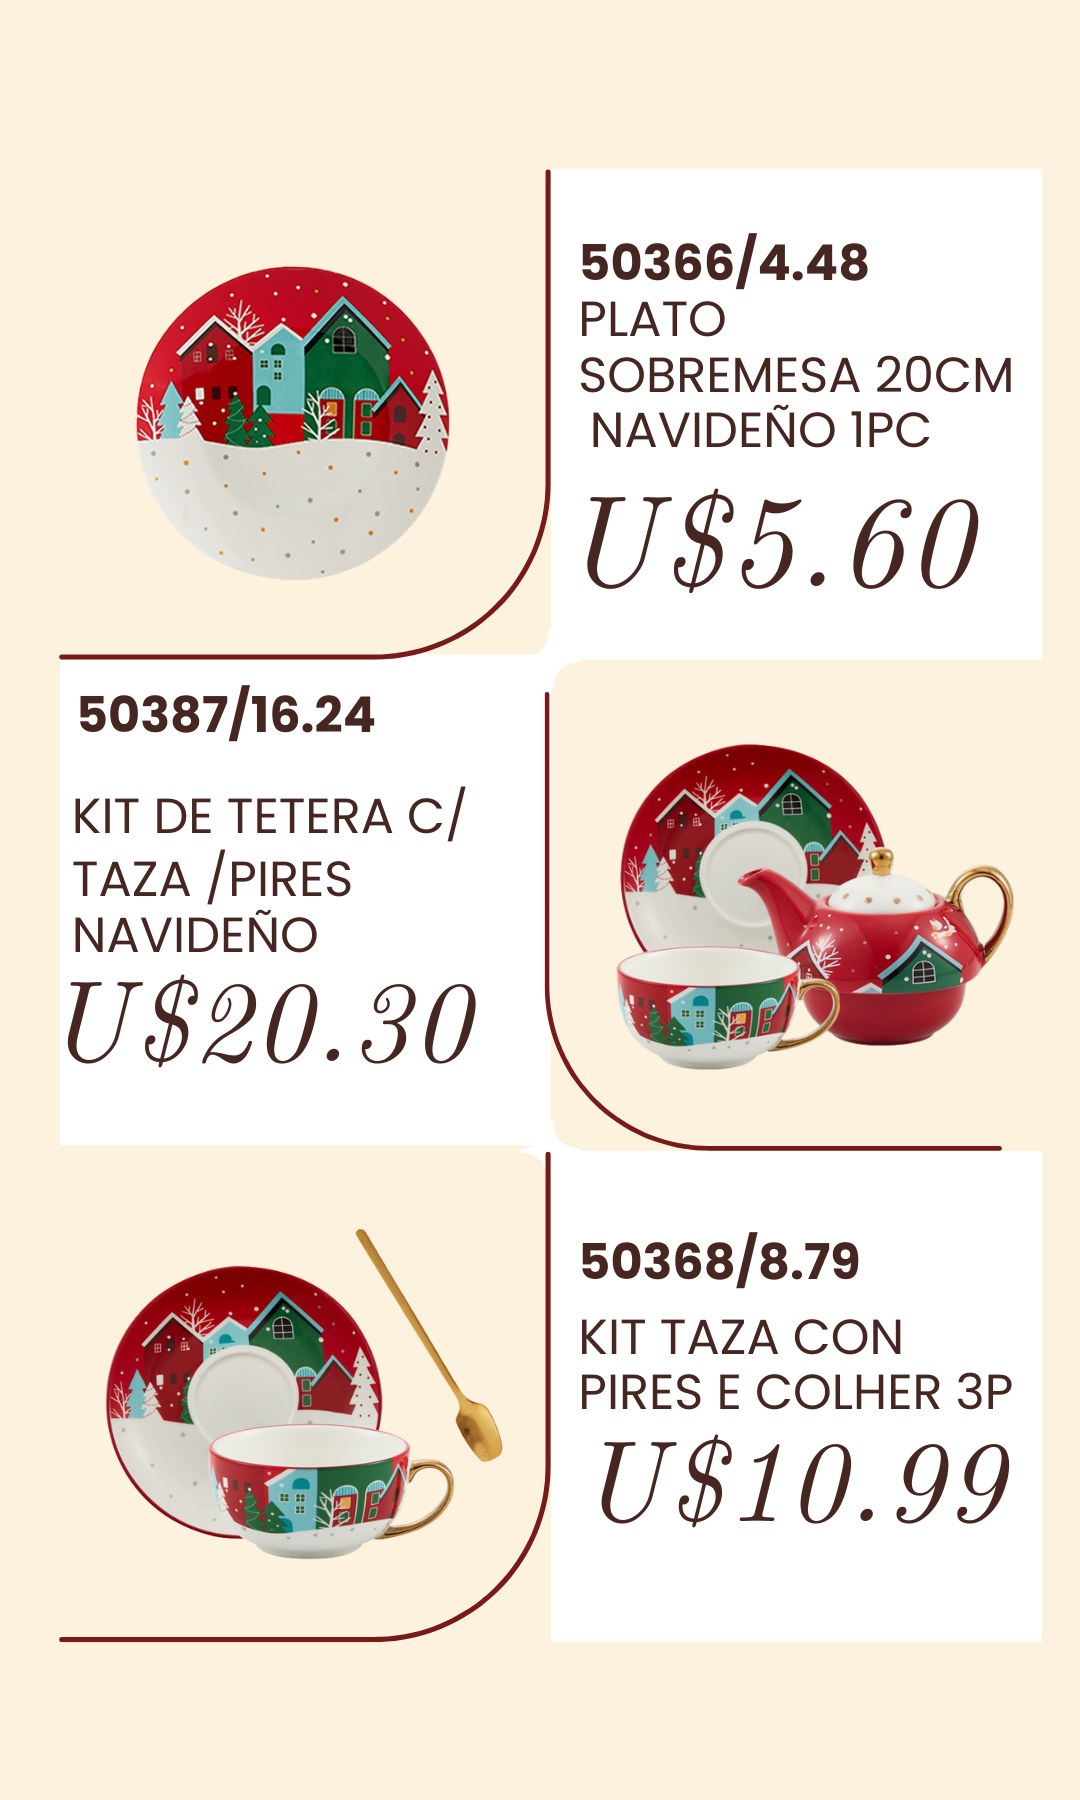 50366/4.48
PLATO
SOBREMESA 20CM
NAVIDEÑO 1PC
U$5.60
50387/16.24
KIT DE TETERA C/
TAZA /PIRES
NAVIDEÑO
U$20.30
50368/8.79
KIT TAZA CON
PIRES E COLHER 3P
U$10.99